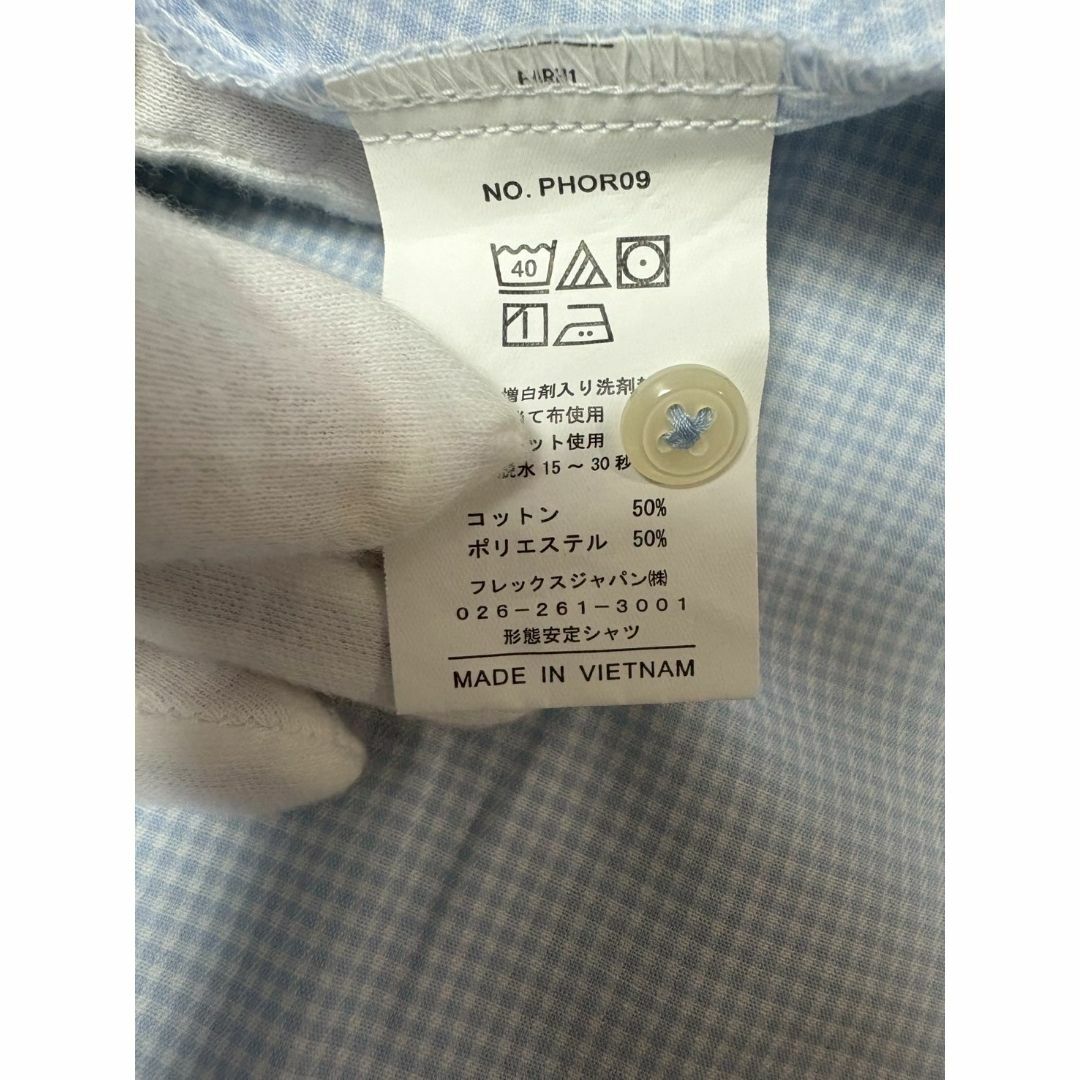 NO. PHOR09
40
増白剤入り洗剤
当て布使用
ット使用
脱水 15 ～ 30 秒
コットン 50%
ポリエステル 50%
フレックスジャパン㈱
026-261-3001
形態安定シャツ
MADE IN VIETNAM